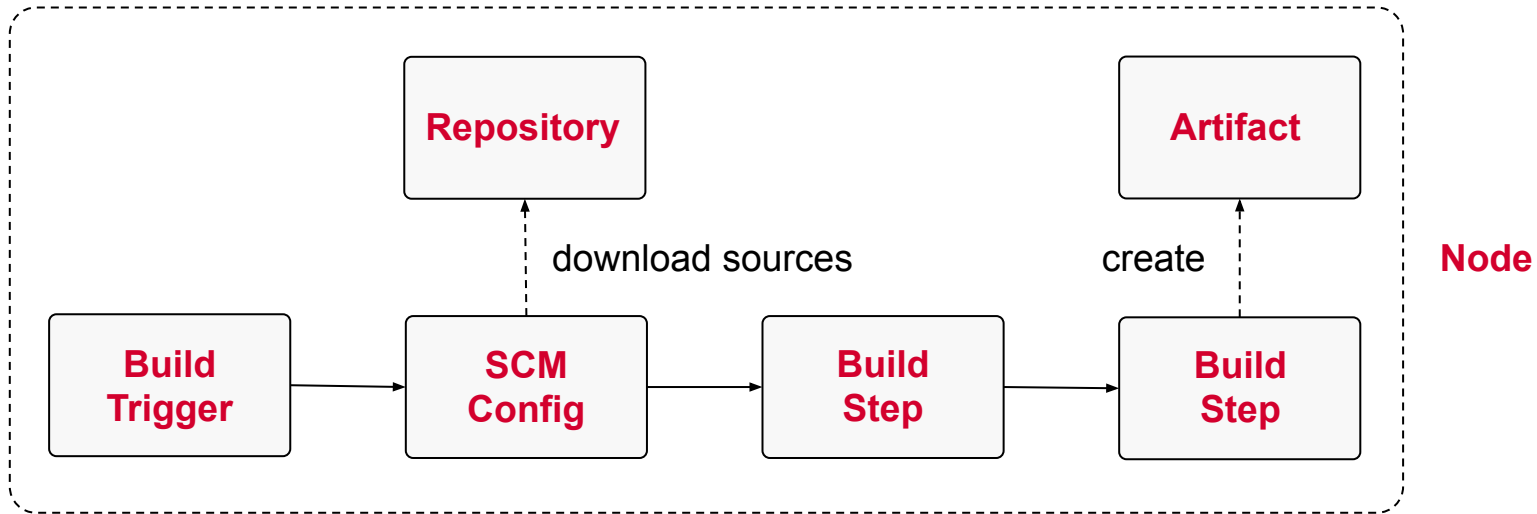 Repository
Artifact
download sources
create
Node
Build
Trigger
SCM
Config
Build
Step
Build
Step